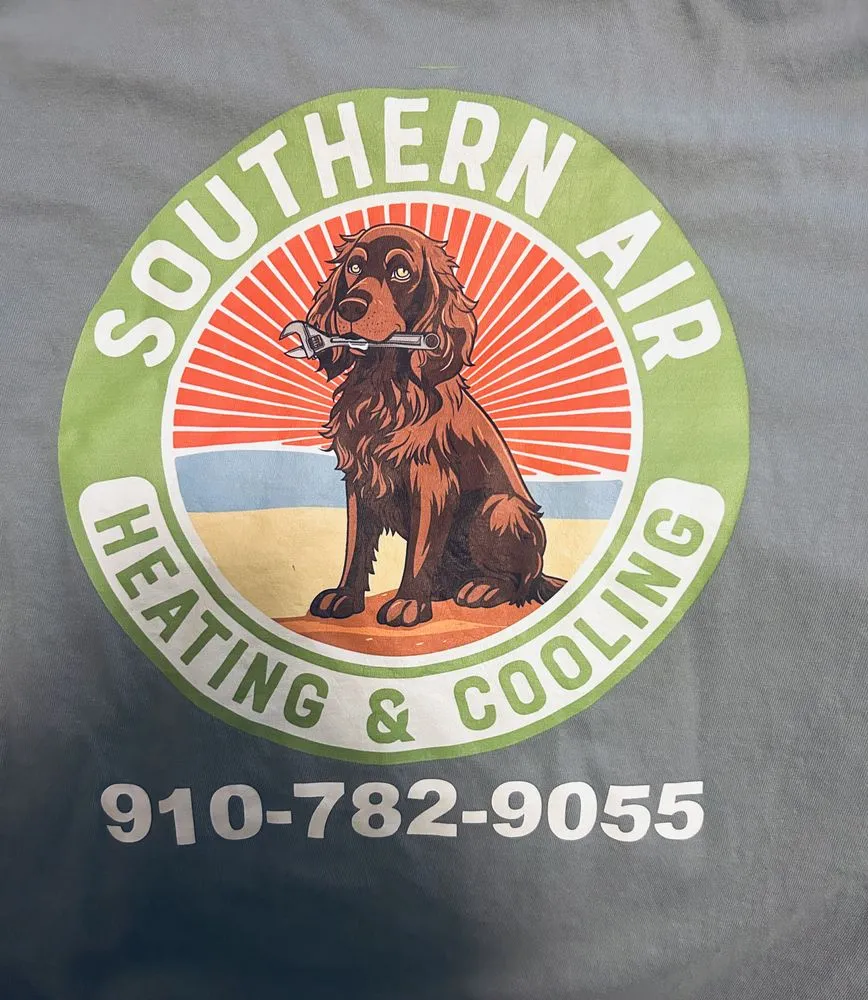 SOUTHERN AIR
HEATING & COOLING
910-782-9055